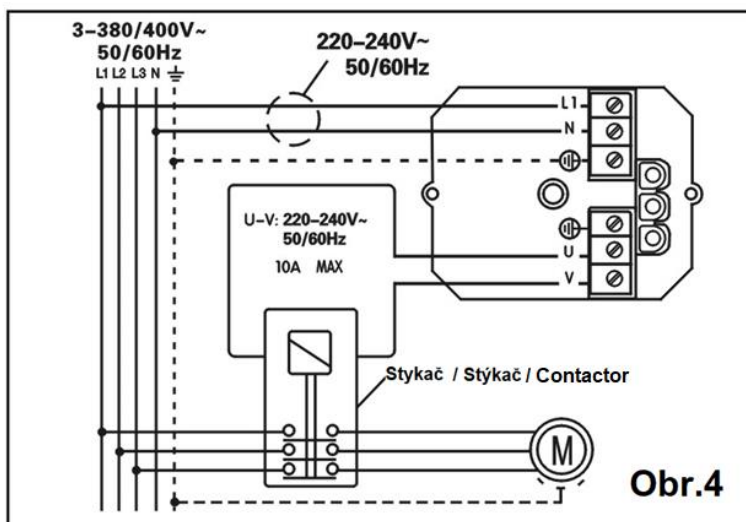 3-380/400V~
50/60Hz
L1 L2 L3 N
220-240V~
50/60Hz
L1
N
U-V: 220-240V~
50/60Hz
10A MAX
U
V
Stykač / Stýkač / Contactor
M
Obr.4